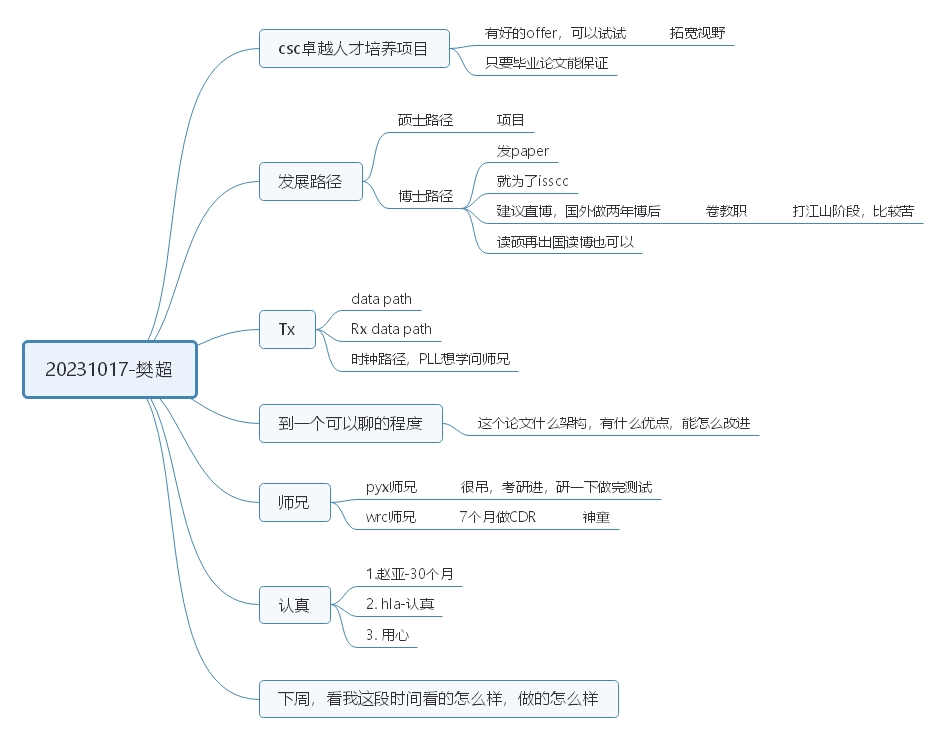 20231017-樊超
csc卓越人才培养项目
有好的offer，可以试试 拓宽视野
只要毕业论文能保证
发展路径
硕士路径 项目
博士路径
发paper
就为了isscc
建议直博，国外做两年博后 卷教职 打江山阶段，比较苦
读硕再出国读博也可以
Tx
data path
Rx data path
时钟路径，PLL想学问师兄
到一个可以聊的程度
这个论文什么架构，有什么优点，能怎么改进
师兄
pyx师兄 很吊，考研进，研一下做完测试
wrc师兄 7个月做CDR 神童
认真
1.赵亚-30个月
2. hla-认真
3. 用心
下周，看我这段时间看的怎么样，做的怎么样